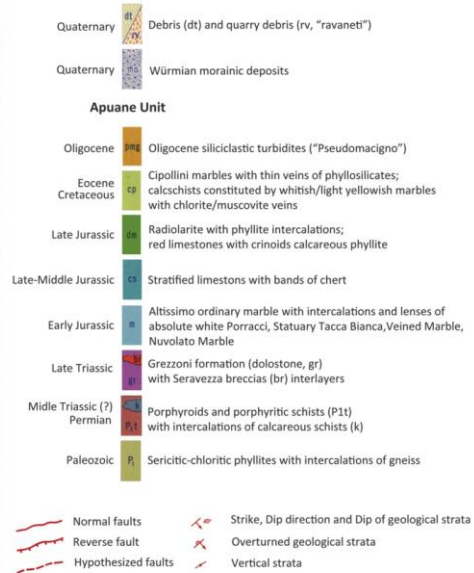 Quaternary dt rv Debris (dt) and quarry debris (rv, “ravaneti”)
Quaternary mo Würmian morainic deposits
Apuane Unit
Oligocene pmg Oligocene siliciclastic turbidites (“Pseudomacigno”)
Eocene
Cretaceous
cp
Cipollini marbles with thin veins of phyllosilicates;
calcschists constituted by whitish/light yellowish marbles
with chlorite/muscovite veins
Late Jurassic
dm
Radiolarite with phyllite intercalations;
red limestones with crinoids calcareous phyllite
Late-Middle Jurassic cs Stratified limestons with bands of chert
Early Jurassic
m
Altissimo ordinary marble with intercalations and lenses of
absolute white Porracci, Statuary Tacca Bianca,Veined Marble,
Nuvolato Marble
Late Triassic
br
gr
Grezzoni formation (dolostone, gr)
with Seravezza breccias (br) interlayers
Midle Triassic (?)
Permian
k
P1t
Porphyroids and porphyritic schists (P1t)
with intercalations of calcareous schists (k)
Paleozoic Pi Sericitic-chloritic phyllites with intercalations of gneiss
Normal faults
Reverse fault
Hypothesized faults
Strike, Dip direction and Dip of geological strata
Overturned geological strata
Vertical strata